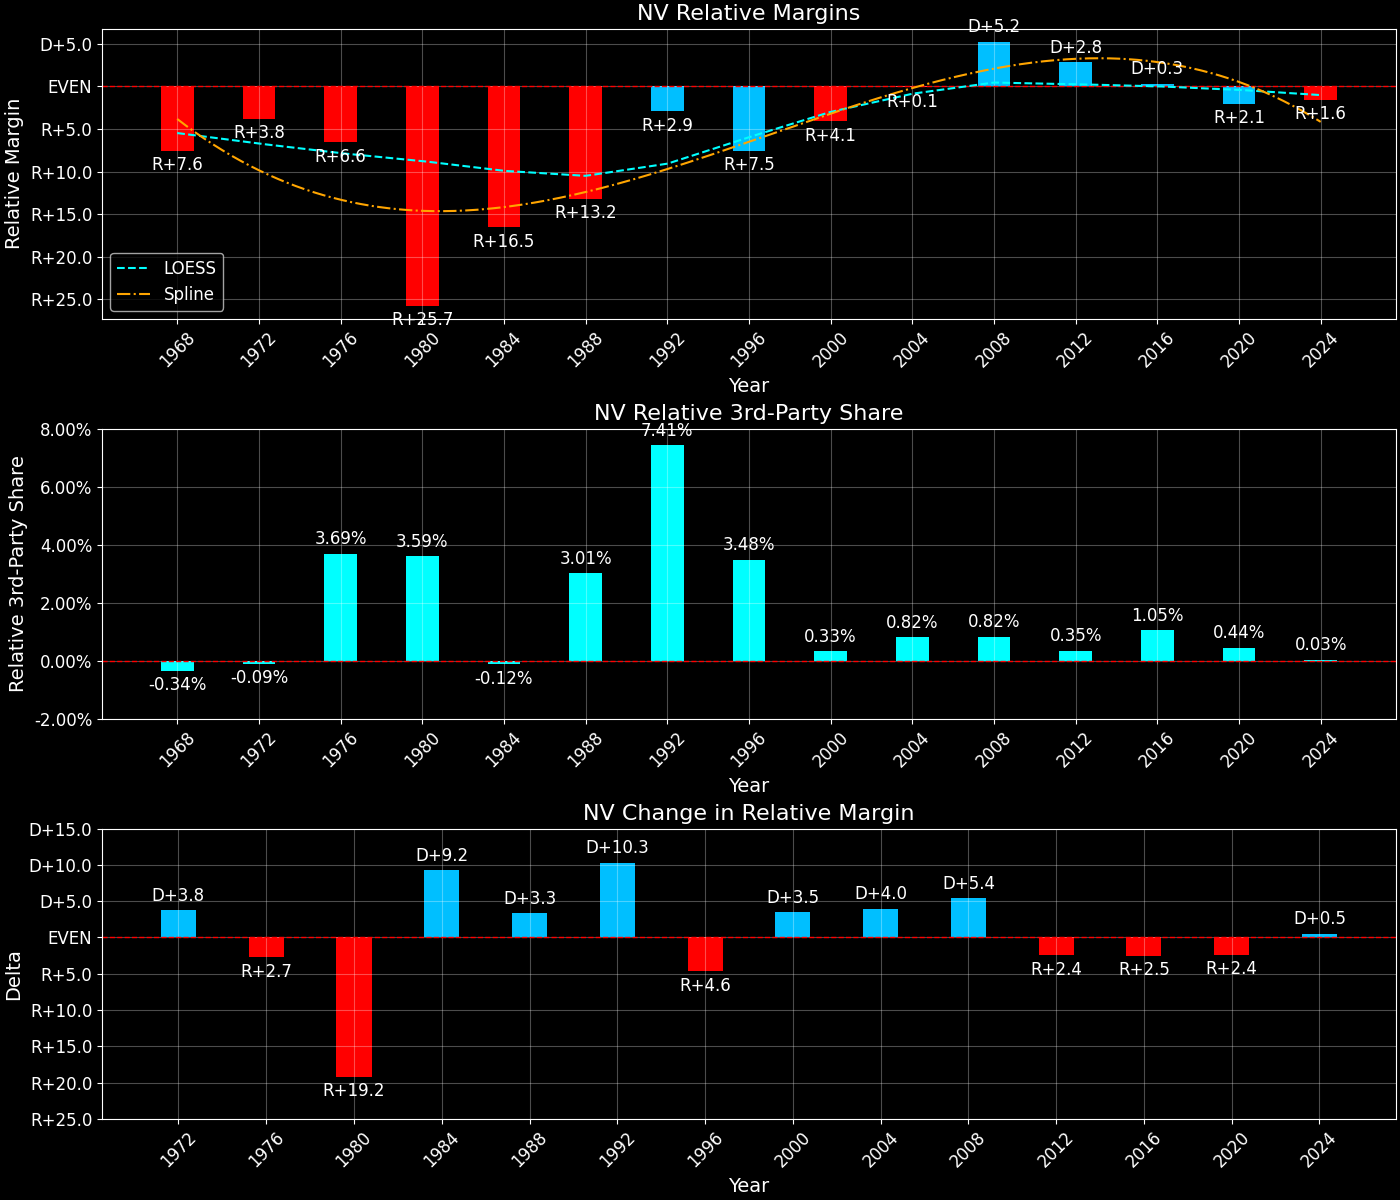 NV Relative Margins
Relative Margin
D+5.0
EVEN
R+5.0
R+10.0
R+15.0
R+20.0
R+25.0
R+7.6
R+3.8
R+6.6
R+25.7
R+16.5
R+13.2
R+2.9
R+7.5
R+4.1
R+0.1
D+5.2
D+2.8
D+0.3
R+2.1
R+1.6
LOESS
Spline
1968
1972
1976
1980
1984
1988
1992
1996
2000
2004
2008
2012
2016
2020
2024
Year
NV Relative 3rd-Party Share
Relative 3rd-Party Share
8.00%
6.00%
4.00%
2.00%
0.00%
-2.00%
-0.34%
-0.09%
3.69%
3.59%
-0.12%
3.01%
7.41%
3.48%
0.33%
0.82%
0.82%
0.35%
1.05%
0.44%
0.03%
1968
1972
1976
1980
1984
1988
1992
1996
2000
2004
2008
2012
2016
2020
2024
Year
NV Change in Relative Margin
Delta
D+15.0
D+10.0
D+5.0
EVEN
R+5.0
R+10.0
R+15.0
R+20.0
R+25.0
D+3.8
R+2.7
R+19.2
D+9.2
D+3.3
D+10.3
R+4.6
D+3.5
D+4.0
D+5.4
R+2.4
R+2.5
R+2.4
D+0.5
1972
1976
1980
1984
1988
1992
1996
2000
2004
2008
2012
2016
2020
2024
Year